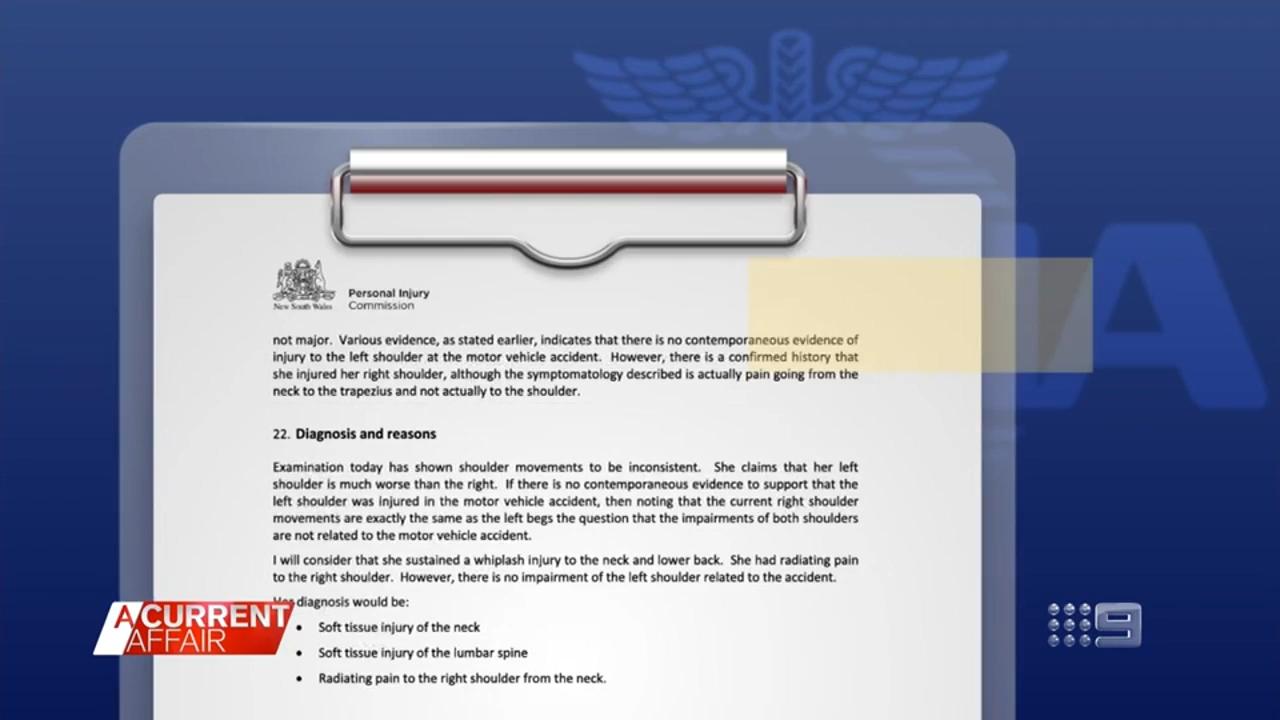 A
New South Wales
Personal Injury
Commission
not major. Various evidence, as stated earlier, indicates that there is no contemporaneous evidence of
injury to the left shoulder at the motor vehicle accident. However, there is a confirmed history that
she injured her right shoulder, although the symptomatology described is actually pain going from the
neck to the trapezius and not actually to the shoulder.
22. Diagnosis and reasons
Examination today has shown shoulder movements to be inconsistent. She claims that her left
shoulder is much worse than the right. If there is no contemporaneous evidence to support that the
left shoulder was injured in the motor vehicle accident, then noting that the current right shoulder
movements are exactly the same as the left begs the question that the impairments of both shoulders
are not related to the motor vehicle accident.
I will consider that she sustained a whiplash injury to the neck and lower back. She had radiating pain
to the right shoulder. However, there is no impairment of the left shoulder related to the accident.
diagnosis would be:
• Soft tissue injury of the neck
• Soft tissue injury of the lumbar spine
• Radiating pain to the right shoulder from the neck.
A CURRENT
AFFAIR
9